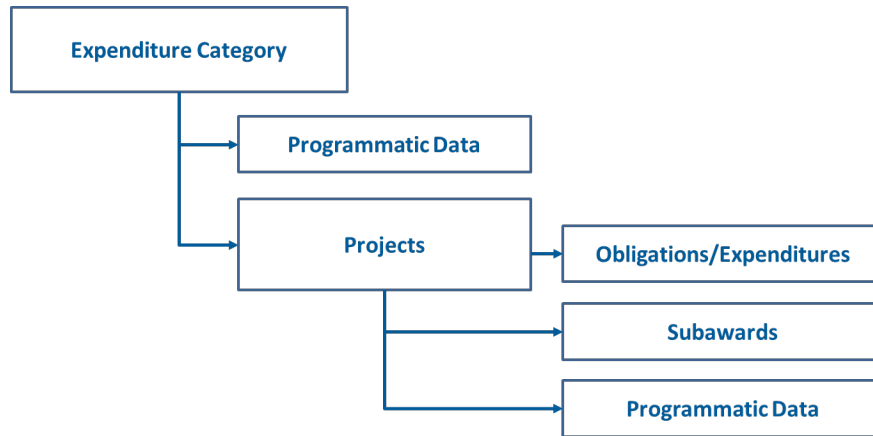 Expenditure Category
Programmatic Data
Projects
Obligations/Expenditures
Subawards
Programmatic Data